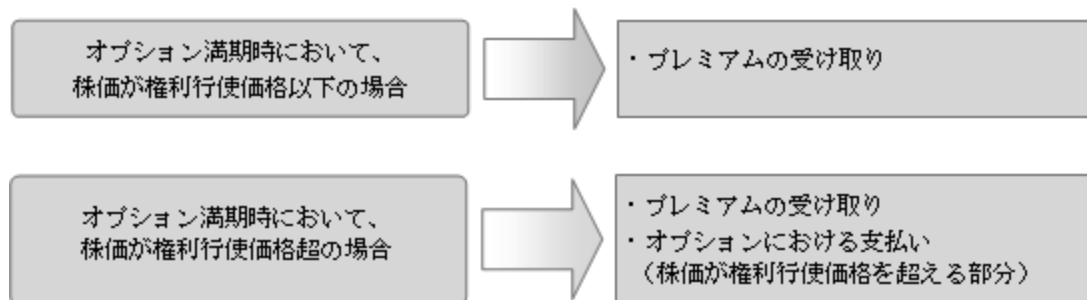 オプション満期時において、
株価が権利行使価格以下の場合
・プレミアムの受け取り
オプション満期時において、
株価が権利行使価格超の場合
・プレミアムの受け取り
・オプションにおける支払い
（株価が権利行使価格を超える部分）